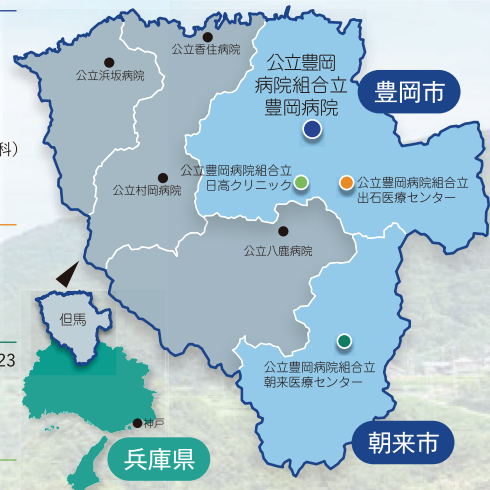 公立香住病院
公立浜坂病院
公立豊岡
病院組合立
豊岡病院
豊岡市
科）
公立豊岡病院組合立
日高クリニック
公立豊岡病院組合立
出石医療センター
公立村岡病院
公立八鹿病院
但馬
23
公立豊岡病院組合立
朝来医療センター
神戸
朝来市
兵庫県